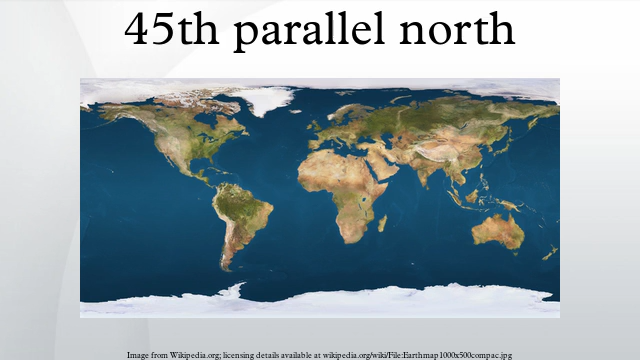 45th parallel north
Image from Wikipedia.org; licensing details available at wikipedia.org/wiki/File:Earthmap1000x500compac.jpg